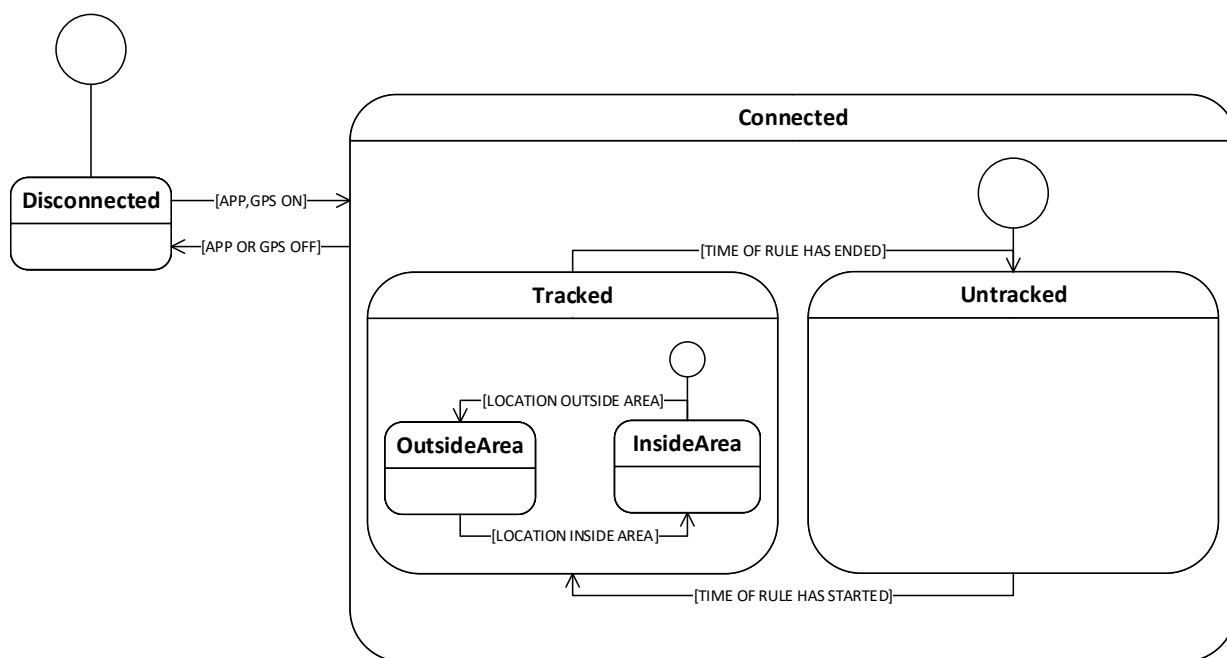 Connected
Disconnected
[APP,GPS ON]
[APP OR GPS OFF]
[TIME OF RULE HAS ENDED]
Tracked
Untracked
[LOCATION OUTSIDE AREA]
OutsideArea
InsideArea
[LOCATION INSIDE AREA]
[TIME OF RULE HAS STARTED]